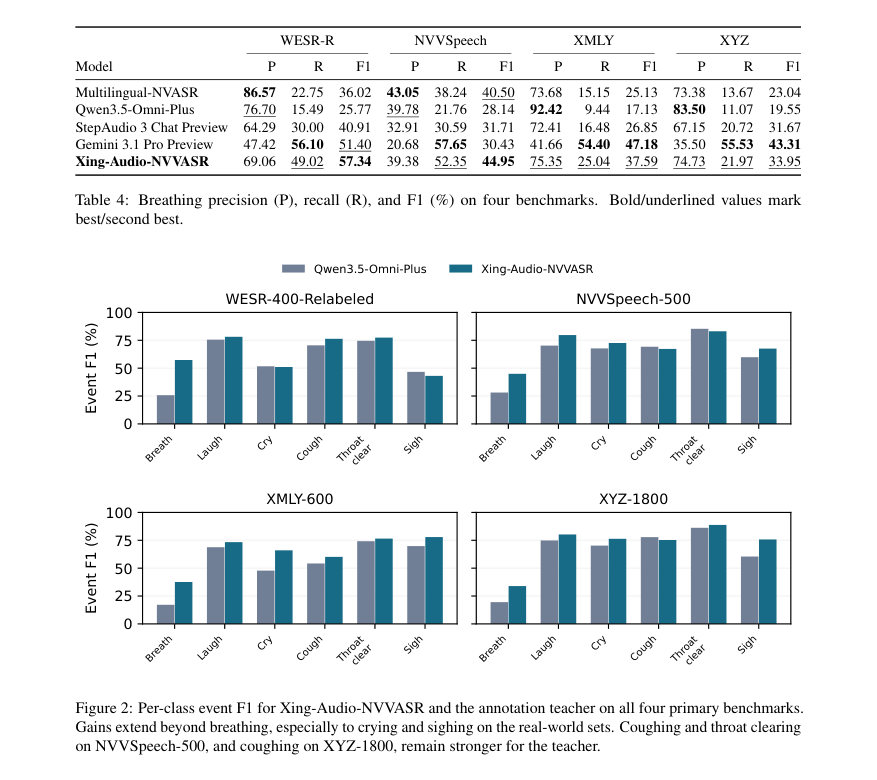 WESR-R NVVSpeech XMLY XYZ
Model P R F1 P R F1 P R F1 P R F1
Multilingual-NVASR 86.57 22.75 36.02 43.05 38.24 40.50 73.68 15.15 25.13 73.38 13.67 23.04
Qwen3.5-Omni-Plus 76.70 15.49 25.77 39.78 21.76 28.14 92.42 9.44 17.13 83.50 11.07 19.55
StepAudio 3 Chat Preview 64.29 30.00 40.91 32.91 30.59 31.71 72.41 16.48 26.85 67.15 20.72 31.67
Gemini 3.1 Pro Preview 47.42 56.10 51.40 20.68 57.65 30.43 41.66 54.40 47.18 35.50 55.53 43.31
Xing-Audio-NVVASR 69.06 49.02 57.34 39.38 52.35 44.95 75.35 25.04 37.59 74.73 21.97 33.95
Table 4: Breathing precision (P), recall (R), and F1 (%) on four benchmarks. Bold/underlined values mark
best/second best.
Qwen3.5-Omni-Plus Xing-Audio-NVVASR
WESR-400-Relabeled
Event F1 (%)
100
75
50
25
0
Breath Laugh Cry Cough Throat clear Sigh
NVVSpeech-500
Breath Laugh Cry Cough Throat clear Sigh
XMLY-600
Event F1 (%)
100
75
50
25
0
Breath Laugh Cry Cough Throat clear Sigh
XYZ-1800
Breath Laugh Cry Cough Throat clear Sigh
Figure 2: Per-class event F1 for Xing-Audio-NVVASR and the annotation teacher on all four primary benchmarks.
Gains extend beyond breathing, especially to crying and sighing on the real-world sets. Coughing and throat clearing
on NVVSpeech-500, and coughing on XYZ-1800, remain stronger for the teacher.